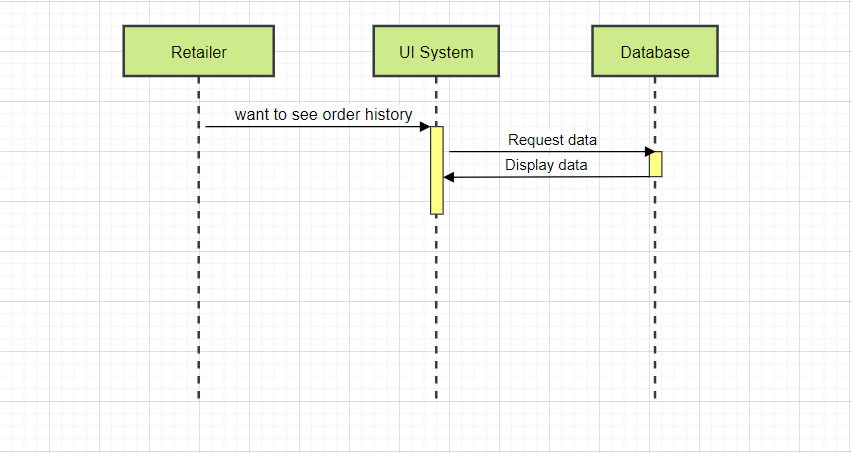 Retailer
UI System
Database
want to see order history
Request data
Display data